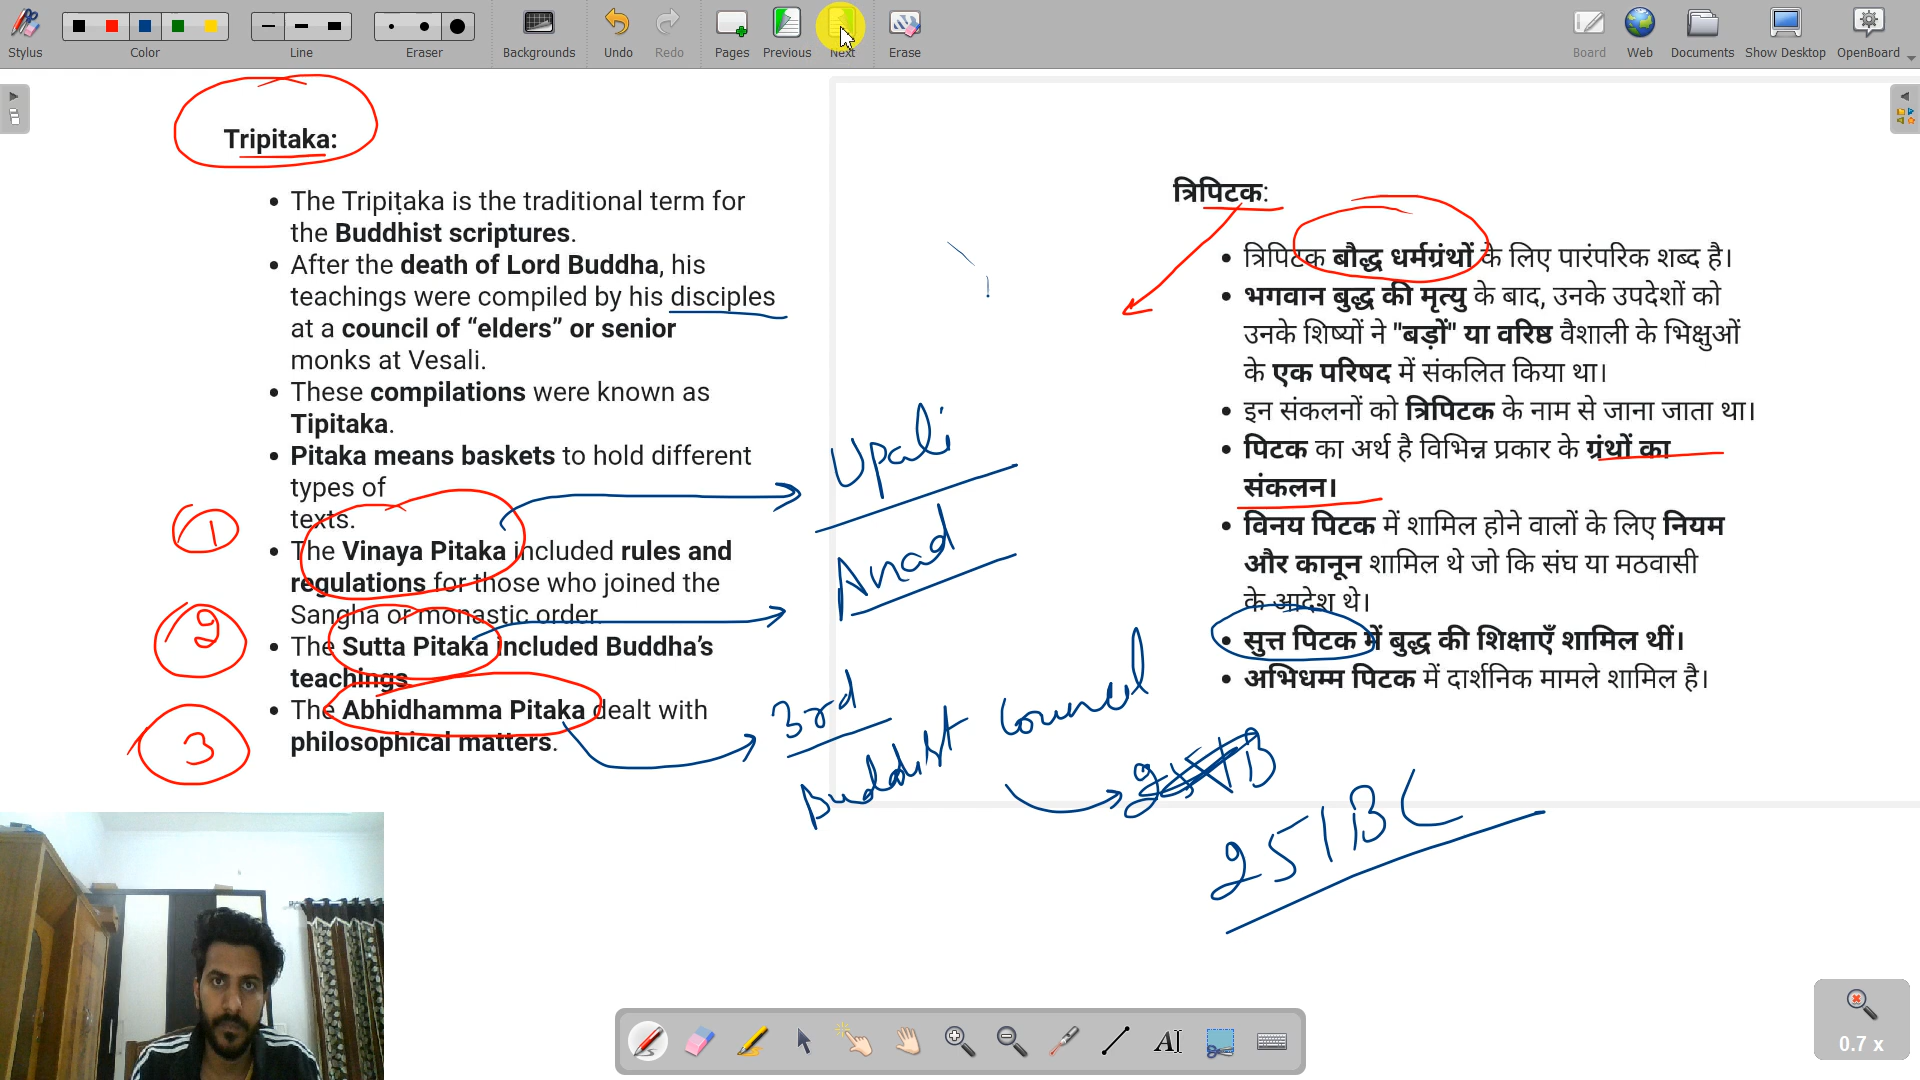 Stylus
Color
Line
Eraser
Backgrounds
Undo
Redo
Pages
Previous
Next
Erase
Board
Web
Documents
Show Desktop
OpenBoard
Tripitaka:
The Tripiṭaka is the traditional term for
the Buddhist scriptures.
After the death of Lord Buddha, his
teachings were compiled by his disciples
at a council of “elders” or senior
monks at Vesali.
These compilations were known as
Tipitaka.
Pitaka means baskets to hold different
types of
texts.
The Vinaya Pitaka included rules and
regulations for those who joined the
Sangha or monastic order.
The Sutta Pitaka included Buddha’s
teachings
The Abhidhamma Pitaka dealt with
philosophical matters.
1
2
3
Upali
Anad
3rd
Buddhist Council
251BC
त्रिपिटक:
त्रिपिटक बौद्ध धर्मग्रंथों के लिए पारंपरिक शब्द है।
भगवान बुद्ध की मृत्यु के बाद, उनके उपदेशों को
उनके शिष्यों ने "बड़ों" या वरिष्ठ वैशाली के भिक्षुओं
के एक परिषद में संकलित किया था।
इन संकलनों को त्रिपिटक के नाम से जाना जाता था।
पिटक का अर्थ है विभिन्न प्रकार के ग्रंथों का
संकलन।
विनय पिटक में शामिल होने वालों के लिए नियम
और कानून शामिल थे जो कि संघ या मठवासी
के आदेश थे।
सुत्त पिटक में बुद्ध की शिक्षाएँ शामिल थीं।
अभिधम्म पिटक में दार्शनिक मामले शामिल है।
0.7 x